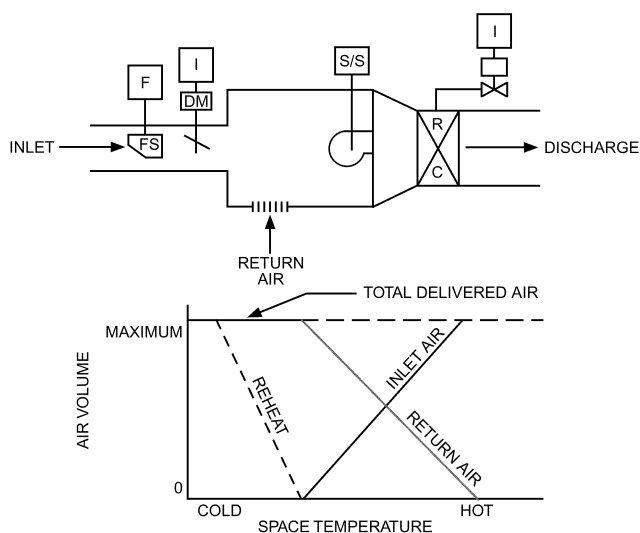 I
S/S
F
I
DM
R
INLET
FS
DISCHARGE
C
RETURN
AIR
TOTAL DELIVERED AIR
MAXIMUM
AIR VOLUME
REHEAT
INLET AIR
RETURN AIR
0
COLD
HOT
SPACE TEMPERATURE